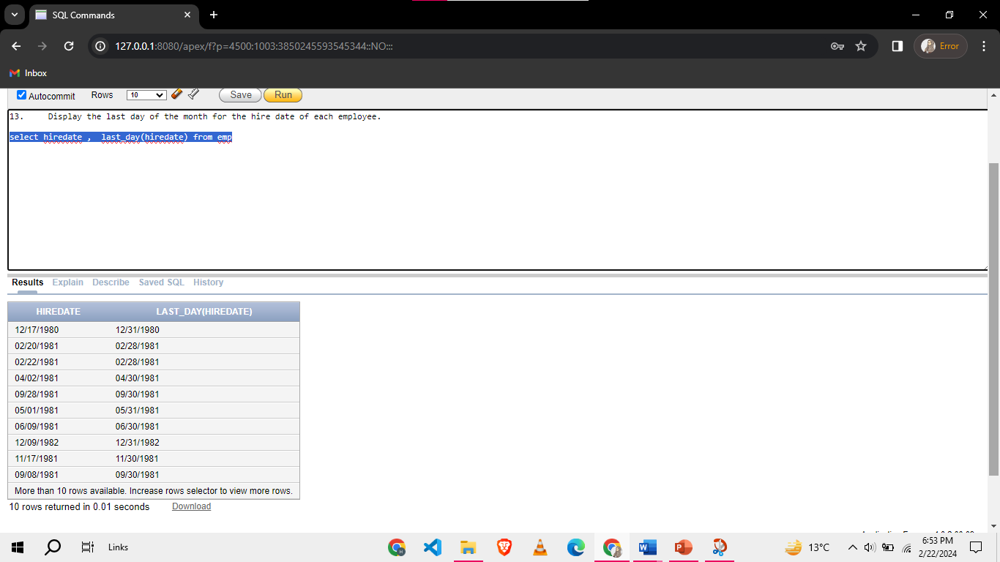 SQL Commands
127.0.0.1:8080/apex/f?p=4500:1003:3850245593545344::NO:::
Error
Inbox
Autocommit Rows 10 Save Run
13. Display the last day of the month for the hire date of each employee.
select hiredate , last_day(hiredate) from emp
Results Explain Describe Saved SQL History
HIREDATE LAST_DAY(HIREDATE)
12/17/1980 12/31/1980
02/20/1981 02/28/1981
02/22/1981 02/28/1981
04/02/1981 04/30/1981
09/28/1981 09/30/1981
05/01/1981 05/31/1981
06/09/1981 06/30/1981
12/09/1982 12/31/1982
11/17/1981 11/30/1981
09/08/1981 09/30/1981
More than 10 rows available. Increase rows selector to view more rows.
10 rows returned in 0.01 seconds Download
Links
13°C
6:53 PM
2/22/2024